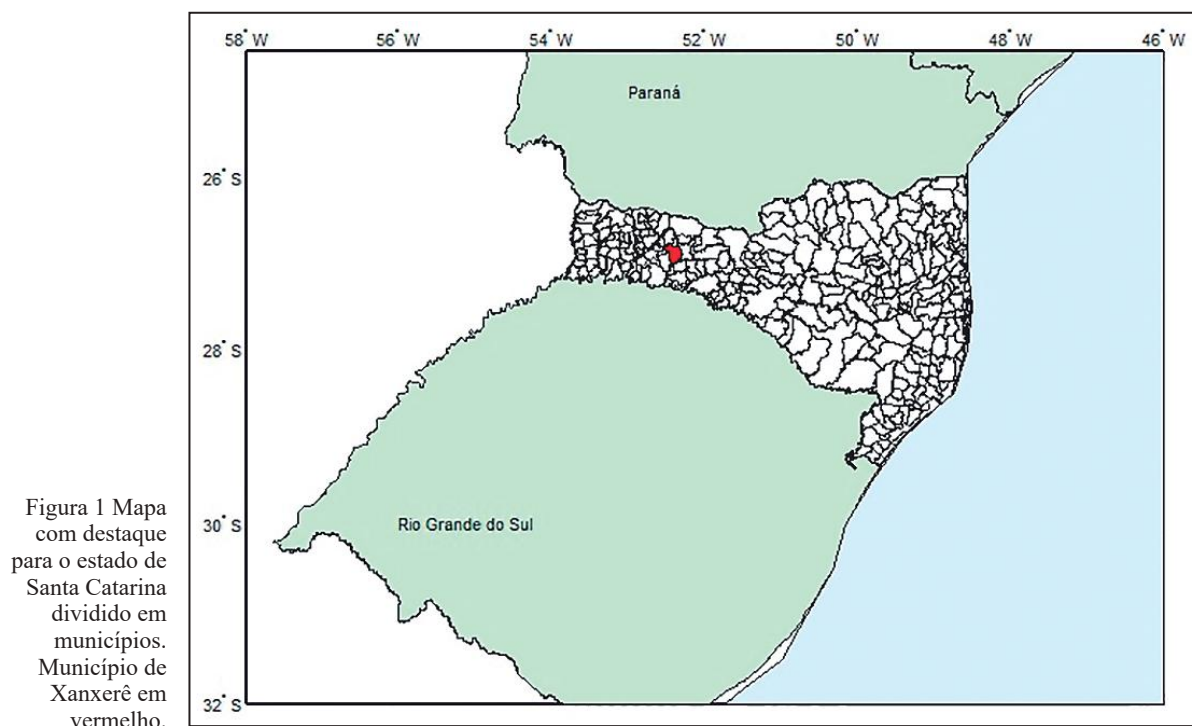 58° W 56° W 54° W 52° W 50° W 48° W 46° W
Paraná
26° S
28° S
30° S
Rio Grande do Sul
32° S
Figura 1 Mapa
com destaque
para o estado de
Santa Catarina
dividido em
municípios.
Município de
Xanxerê em
vermelho.